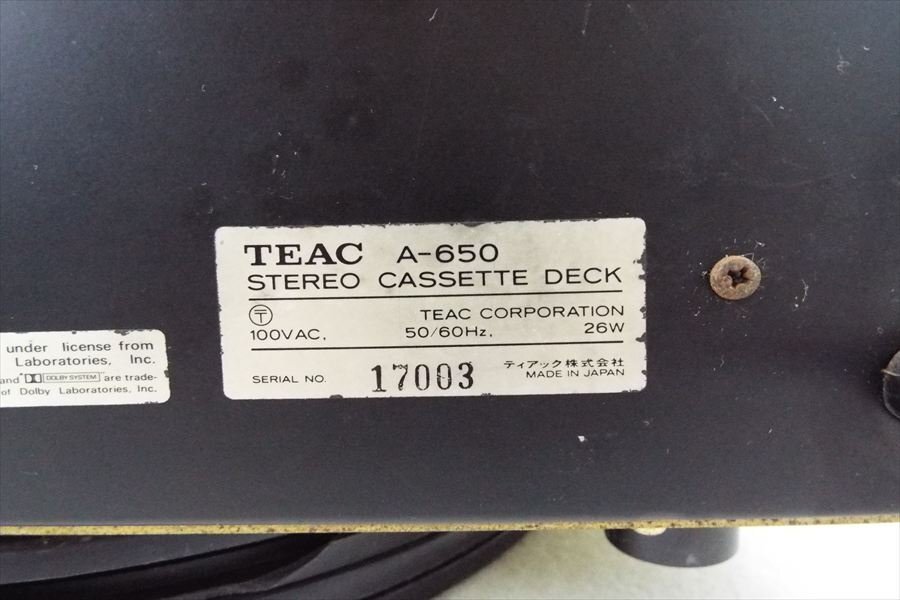 TEAC A-650
STEREO CASSETTE DECK
〒 TEAC CORPORATION
100VAC, 50/60Hz, 26W
SERIAL NO. 17003 ティアック株式会社
MADE IN JAPAN
under license from
Laboratories, Inc.
and "DOLBY SYSTEM" are trade-
of Dolby Laboratories, Inc.